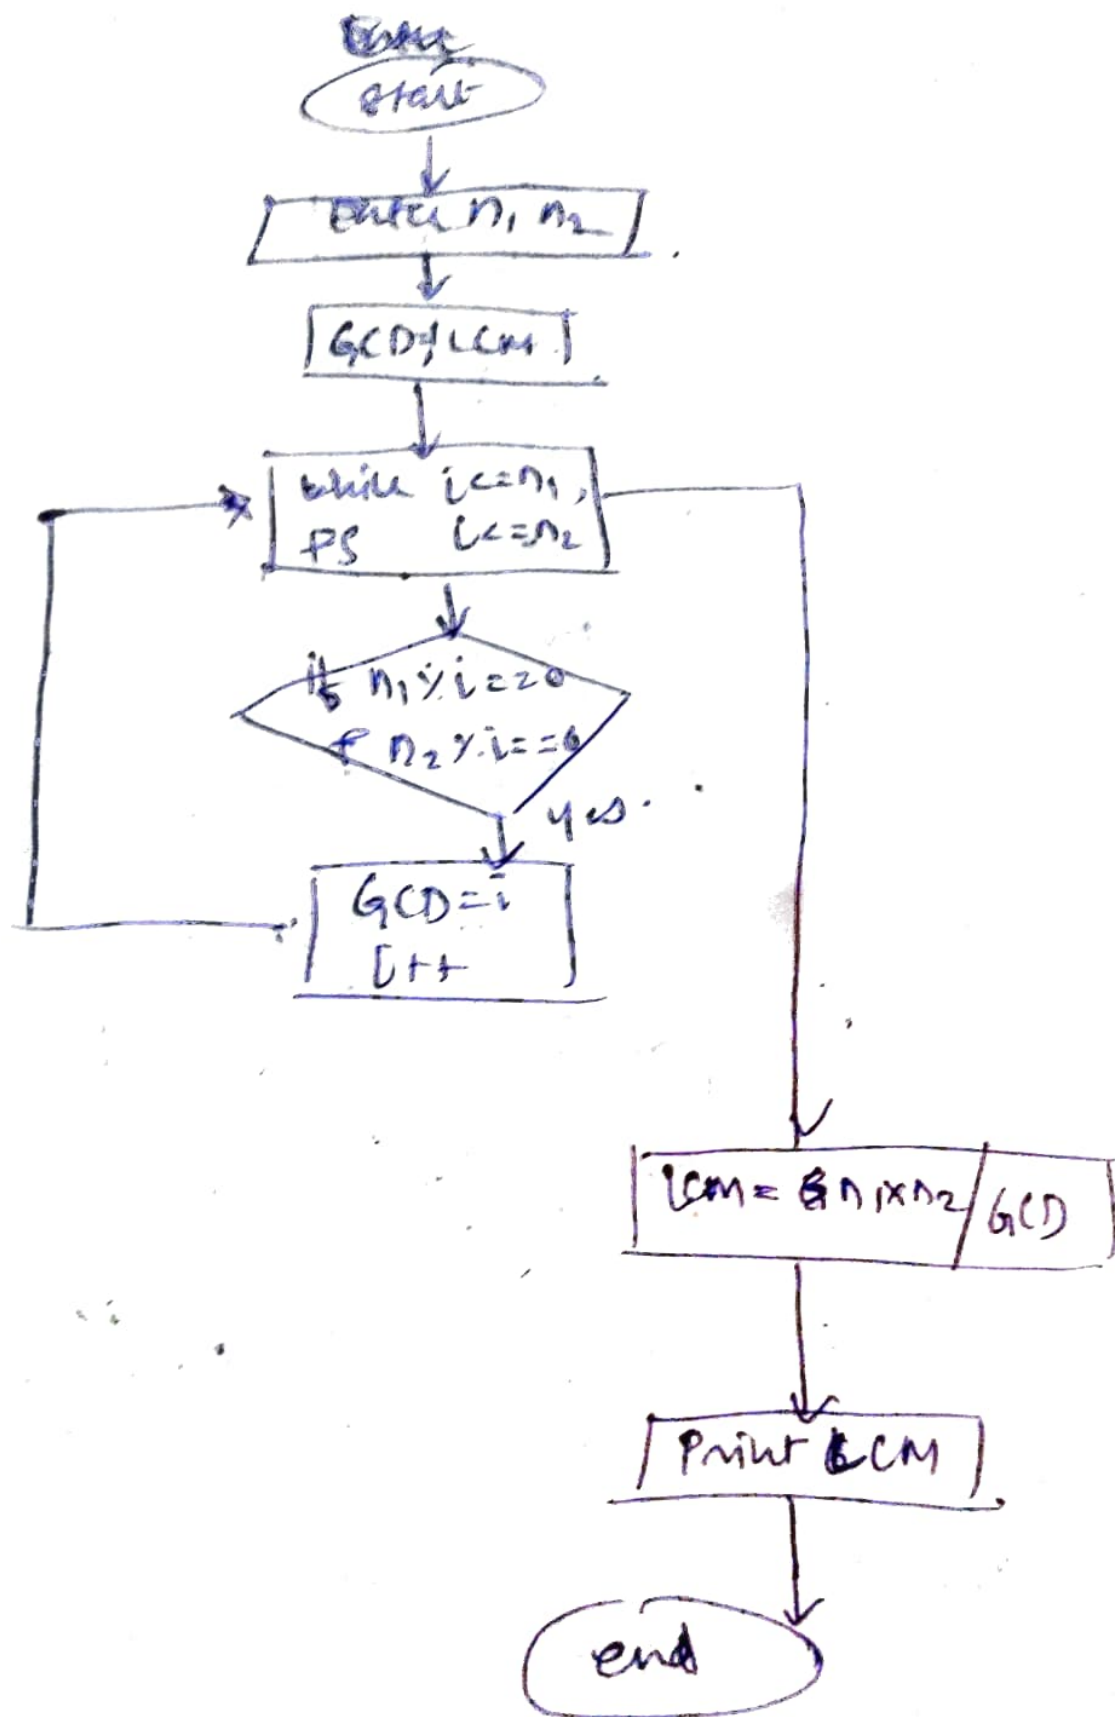 start
Enter n1 n2
GCD, LCM
while i<=n1,
i<=n2
if n1%i==0
& n2%i==0
yes.
GCD=i
i++
LCM = n1xn2/GCD
Print LCM
end